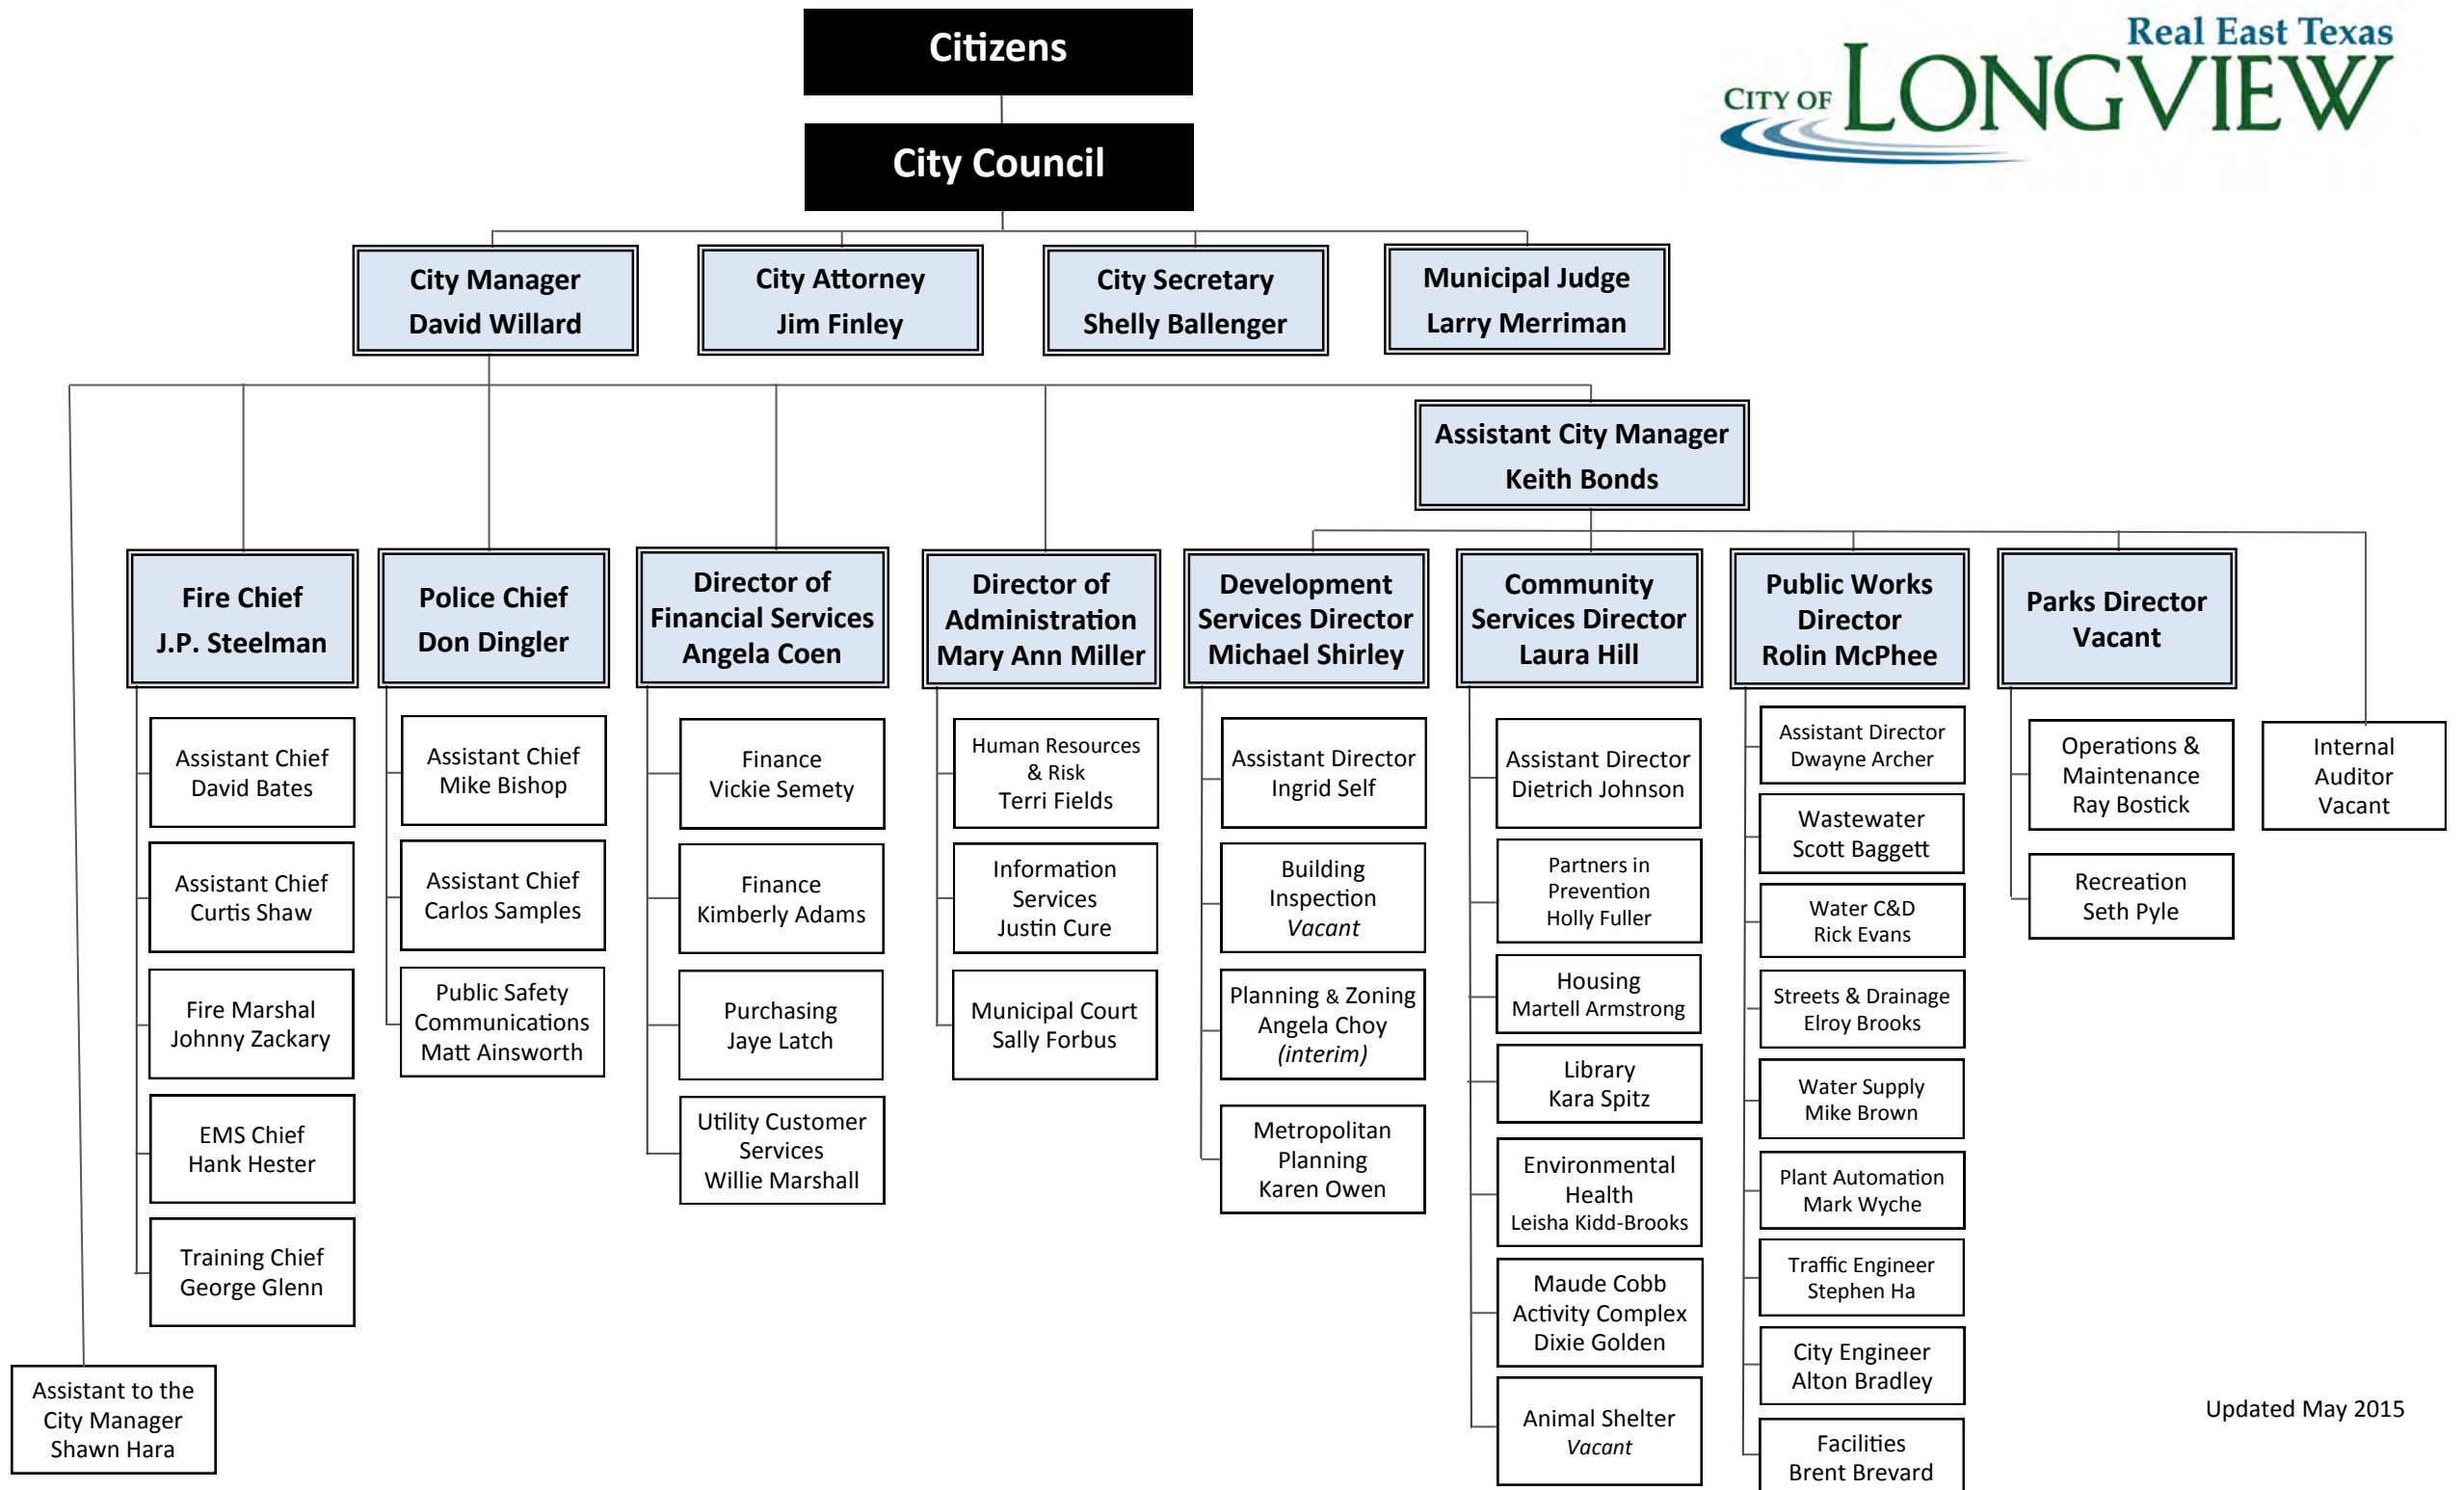 Citizens
City Council
Real East Texas
CITY OF LONGVIEW
City Manager
David Willard
City Attorney
Jim Finley
City Secretary
Shelly Ballenger
Municipal Judge
Larry Merriman
Assistant City Manager
Keith Bonds
Fire Chief
J.P. Steelman
Police Chief
Don Dingler
Director of
Financial Services
Angela Coen
Director of
Administration
Mary Ann Miller
Development
Services Director
Michael Shirley
Community
Services Director
Laura Hill
Public Works
Director
Rolin McPhee
Parks Director
Vacant
Assistant Chief
David Bates
Assistant Chief
Curtis Shaw
Fire Marshal
Johnny Zackary
EMS Chief
Hank Hester
Training Chief
George Glenn
Assistant Chief
Mike Bishop
Assistant Chief
Carlos Samples
Public Safety
Communications
Matt Ainsworth
Finance
Vickie Semety
Finance
Kimberly Adams
Purchasing
Jaye Latch
Utility Customer
Services
Willie Marshall
Human Resources
& Risk
Terri Fields
Information
Services
Justin Cure
Municipal Court
Sally Forbus
Assistant Director
Ingrid Self
Building
Inspection
Vacant
Planning & Zoning
Angela Choy
(interim)
Metropolitan
Planning
Karen Owen
Assistant Director
Dietrich Johnson
Partners in
Prevention
Holly Fuller
Housing
Martell Armstrong
Library
Kara Spitz
Environmental
Health
Leisha Kidd-Brooks
Maude Cobb
Activity Complex
Dixie Golden
Animal Shelter
Vacant
Assistant Director
Dwayne Archer
Wastewater
Scott Baggett
Water C&D
Rick Evans
Streets & Drainage
Elroy Brooks
Water Supply
Mike Brown
Plant Automation
Mark Wyche
Traffic Engineer
Stephen Ha
City Engineer
Alton Bradley
Facilities
Brent Brevard
Operations &
Maintenance
Ray Bostick
Recreation
Seth Pyle
Internal
Auditor
Vacant
Assistant to the
City Manager
Shawn Hara
Updated May 2015